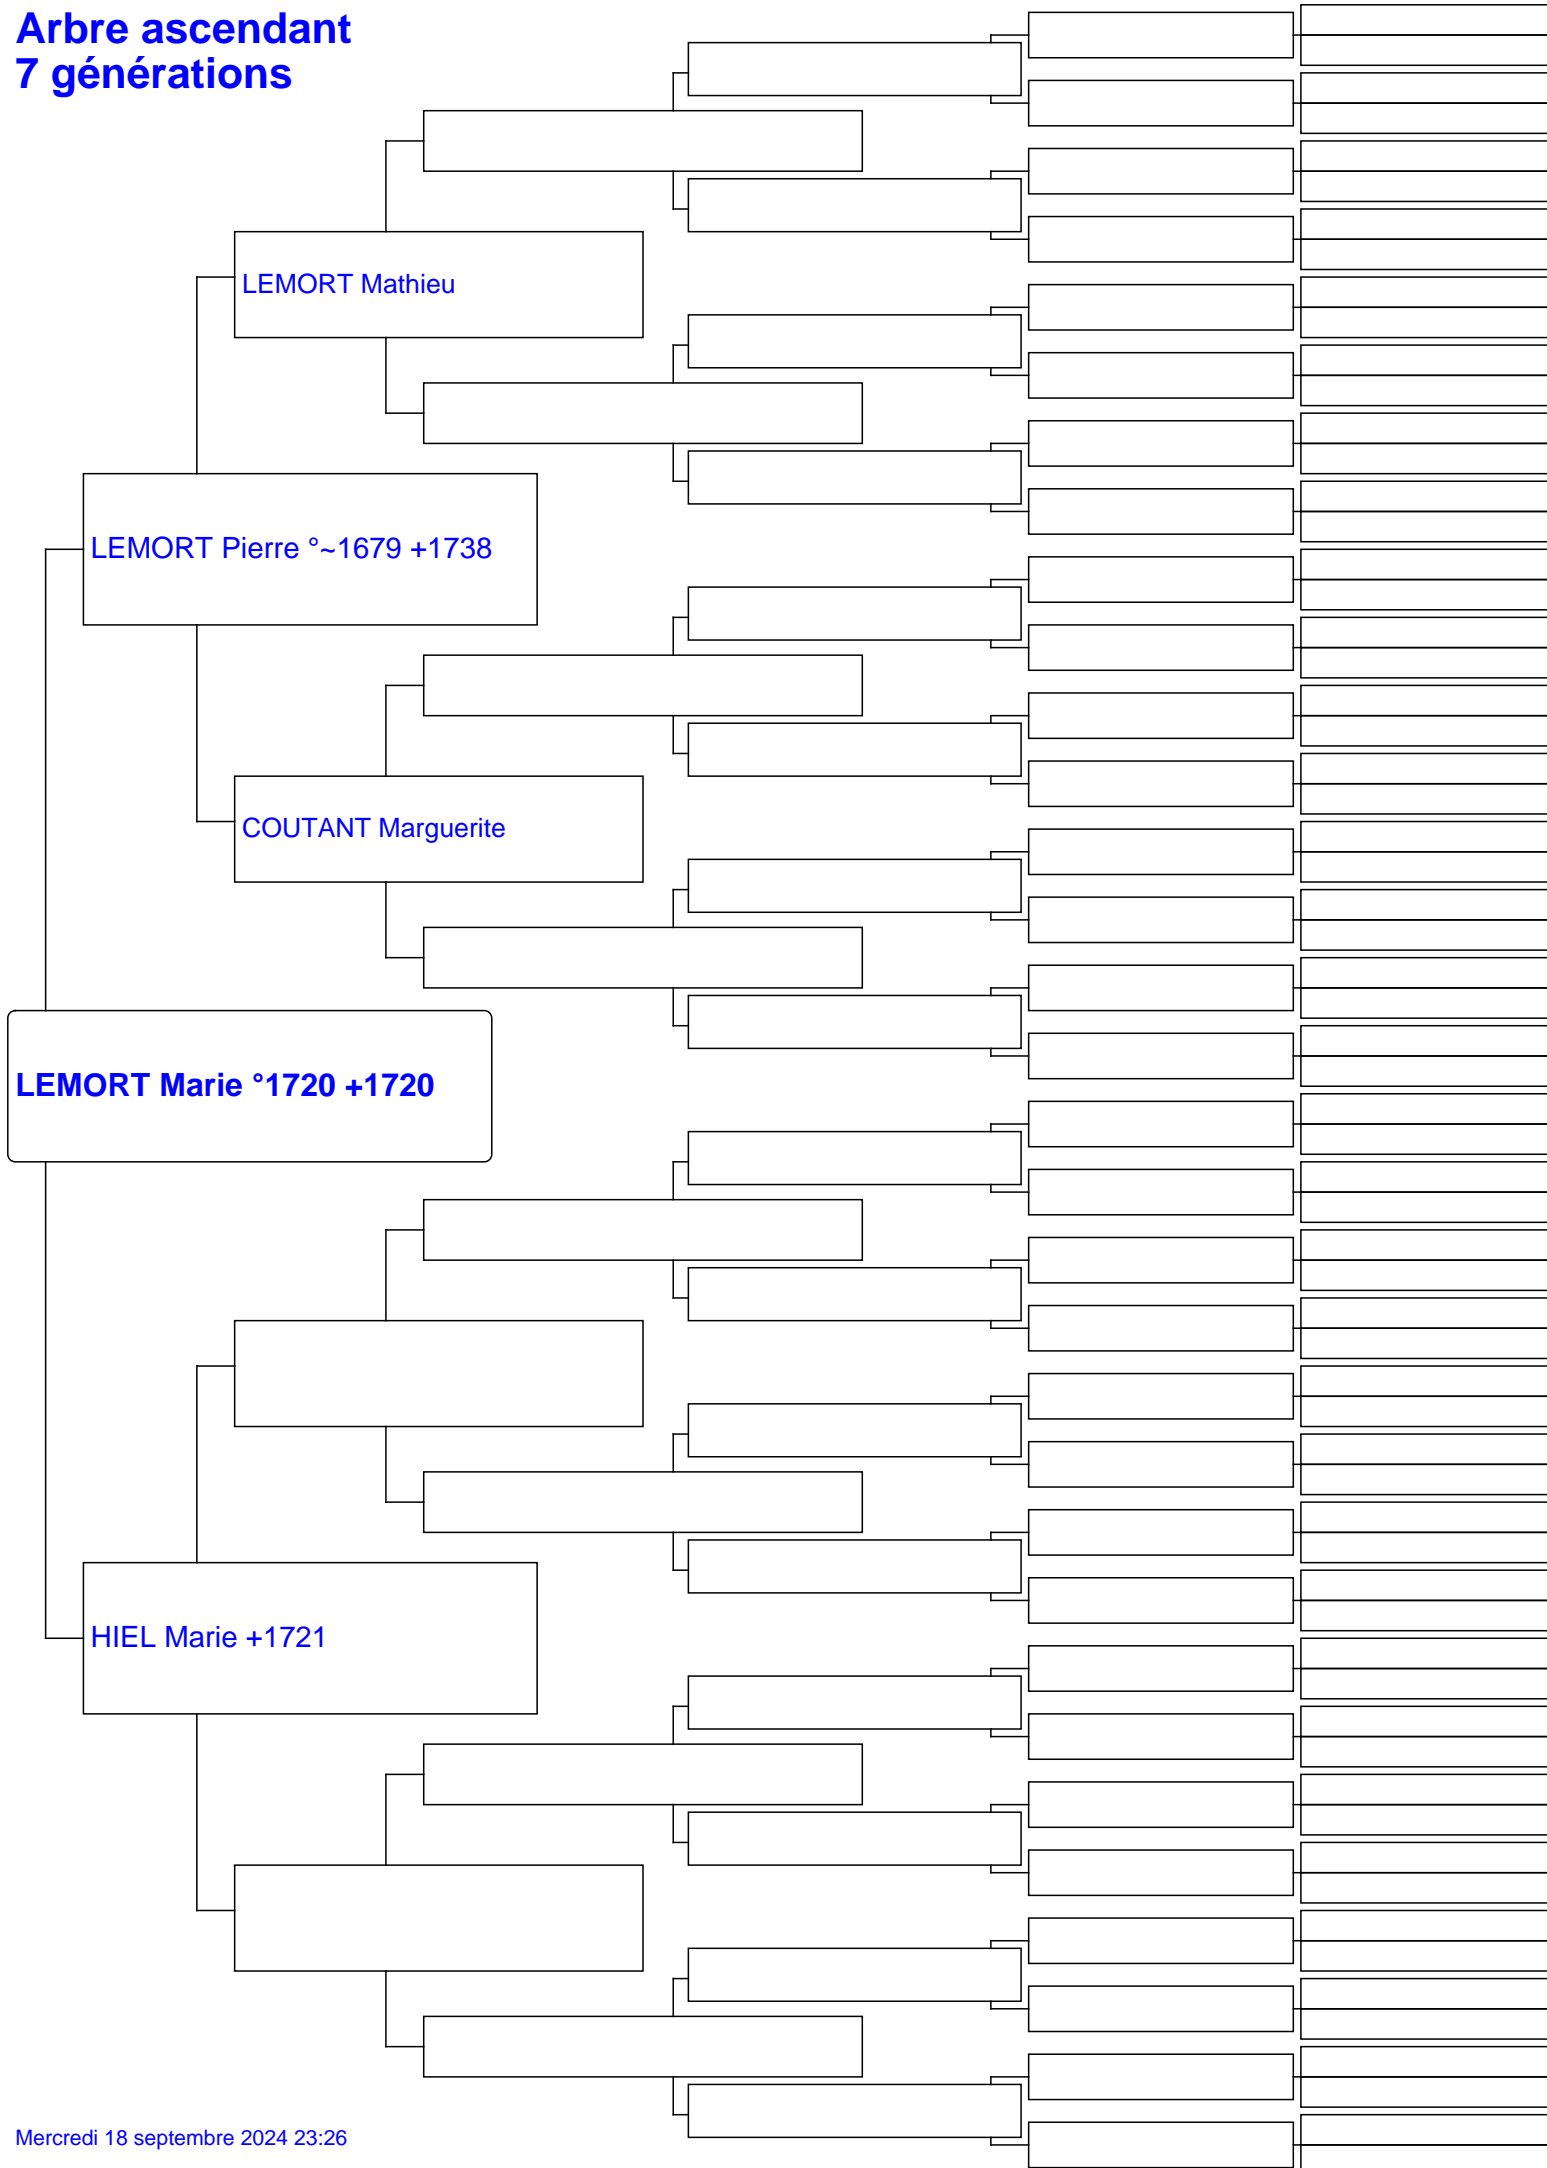 Arbre ascendant
7 générations
LEMORT Mathieu
LEMORT Pierre °~1679 +1738
COUTANT Marguerite
LEMORT Marie °1720 +1720
HIEL Marie +1721
Mercredi 18 septembre 2024 23:26